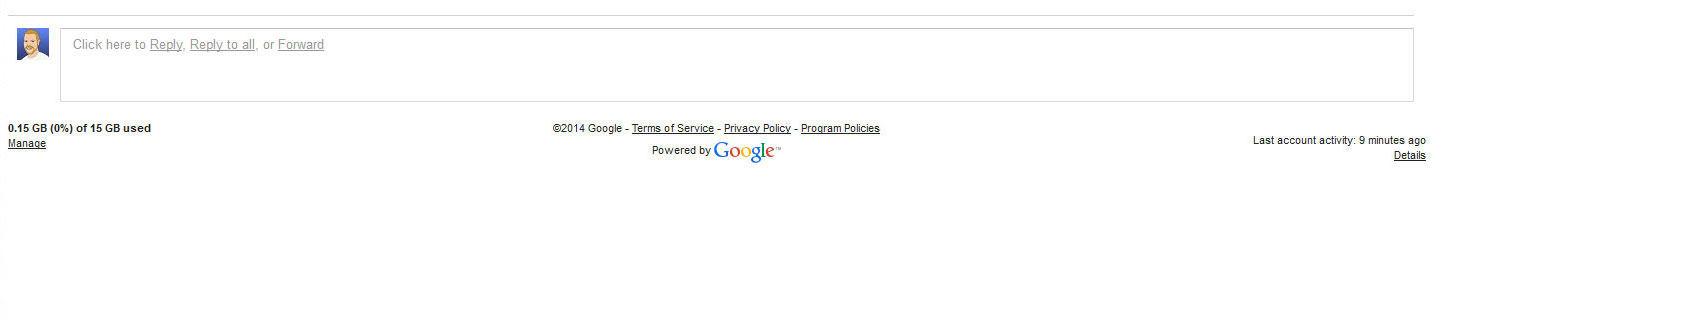 Click here to Reply, Reply to all, or Forward
0.15 GB (0%) of 15 GB used
Manage
©2014 Google - Terms of Service - Privacy Policy - Program Policies
Powered by Google™
Last account activity: 9 minutes ago
Details